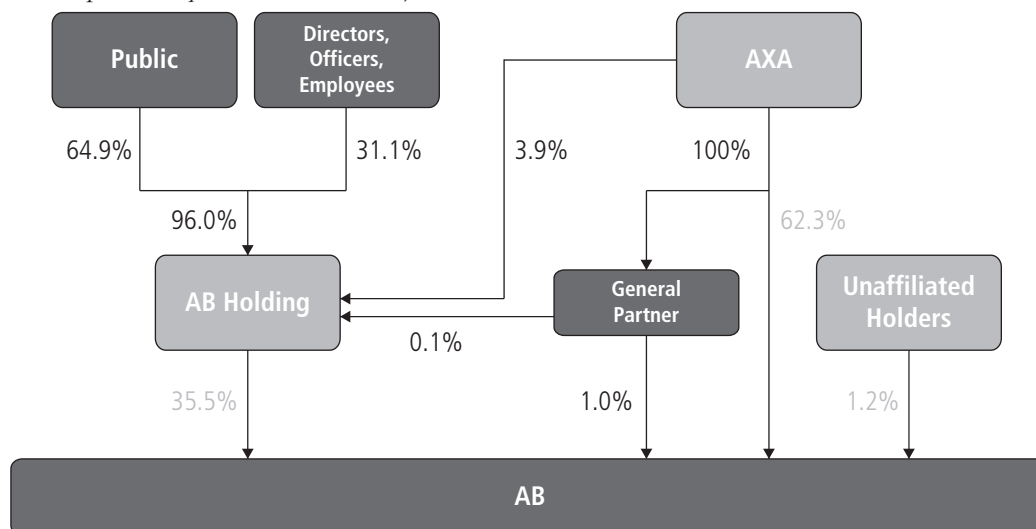 Public
Directors,
Officers,
Employees
AXA
64.9%
31.1%
3.9%
100%
96.0%
62.3%
AB Holding
General
Partner
Unaffiliated
Holders
0.1%
35.5%
1.0%
1.2%
AB